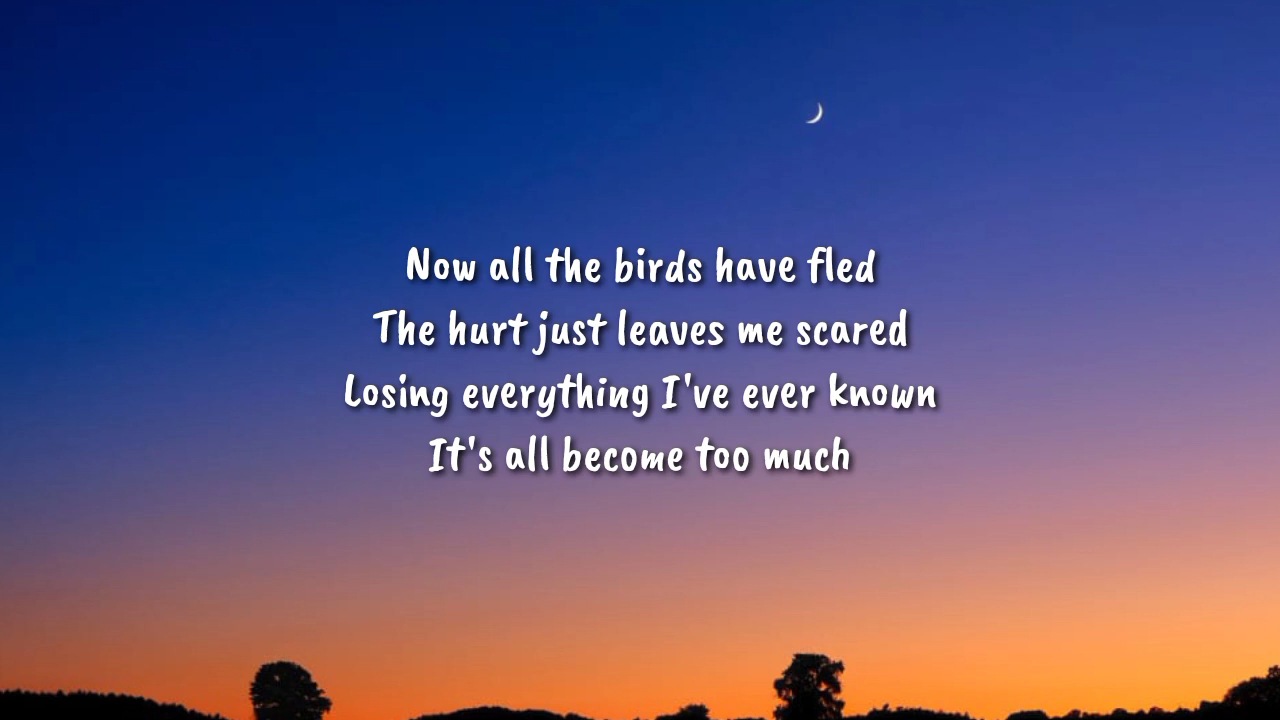 Now all the birds have fled
The hurt just leaves me scared
Losing everything I've ever known
It's all become too much